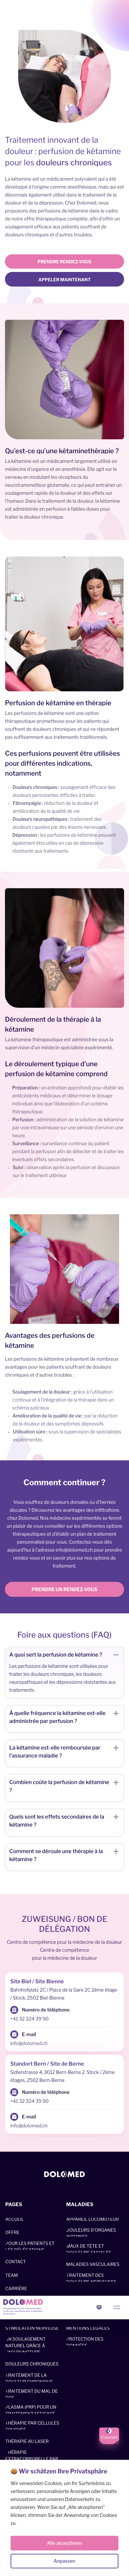 Traitement innovant de la
douleur : perfusion de kétamine
pour les douleurs chroniques
La kétamine est un médicament polyvalent qui a été
développé à l'origine comme anesthésique, mais qui est
utilisé avec succès dans le traitement de la
douleur et de la dépression. Chez Dolomed, nous
proposons des perfusions de kétamine dans le cadre
offre thérapeutique complète, afin d'offrir un
soulagement efficace aux patients souffrant de
douleurs chroniques et d'autres troubles.
PRENDRE RENDEZ-VOUS
APPELER MAINTENANT
Qu'est-ce qu'une kétaminethérapie ?
La kétamine est un médicament largement utilisé en
médecine d'urgence et en anesthésie. Elle agit sur le
cerveau en modulant les récepteurs du
neurotransmetteur glutamate, ce qui peut entraîner un
soulagement rapide de la douleur et des effets sur
l'humeur. Dans le traitement de la douleur, la kétamine
est administrée en perfusion à faibles doses pour
traiter la douleur chronique.
Perfusion de kétamine en thérapie
Les perfusions de kétamine sont une option
thérapeutique prometteuse pour les patients qui
souffrent de douleurs chroniques et qui ne répondent
pas suffisamment aux traitements traditionnels.
Ces perfusions peuvent être utilisées
pour différentes indications,
notamment
Douleurs chroniques : soulagement efficace des
douleurs persistantes difficiles à traiter
Fibromyalgie : réduction de la douleur et
amélioration de la qualité de vie.
Douleurs neuropathiques : traitement des
douleurs causées par des lésions nerveuses.
Dépression : les perfusions de kétamine peuvent
également être utiles en cas de dépression
résistante aux traitements.
Déroulement de la thérapie à la
kétamine
La kétamine thérapeutique est administrée sous la
supervision d'un médecin spécialisé expérimenté.
Le déroulement typique d'une
perfusion de kétamine comprend
Préparation : un entretien approfondi pour établir les
antécédents médicaux et déterminer si la kétamine
thérapeutique.
Perfusion : administration de la solution de kétamine
par voie intraveineuse sur une période d'environ une
heure.
Surveillance : surveillance continue du patient
pendant la perfusion afin de détecter et de traiter les
éventuels effets secondaires.
Suivi : observation après la perfusion et discussion
sur le traitement ultérieur
Avantages des perfusions de
kétamine
Les perfusions de kétamine présentent de nombreux
avantages pour les patients souffrant de douleurs
chroniques et d'autres troubles.
Soulagement de la douleur : grâce à l'utilisation
continue et à l'intégration de la thérapie dans un
schéma judicieux
Amélioration de la qualité de vie : par la réduction
de la douleur et des symptômes dépressifs
Utilisation sûre : sous la supervision de spécialistes
expérimentés
Comment continuer ?
Vous souffrez de douleurs dorsales ou d'hernies
discales ? Découvrez les avantages des infiltrations
chez Dolomed. Nos médecins expérimentés se feront
un plaisir de vous conseiller sur les différentes options
thérapeutiques et d'établir un plan de traitement
personnalisé pour vous. Contactez-nous dès
aujourd'hui à l'adresse info@dolomed.ch pour prendre
rendez-vous et en savoir plus sur nos options de
traitement.
PRENDRE UN RENDEZ-VOUS
Foire aux questions (FAQ)
A quoi sert la perfusion de kétamine ?
Les perfusions de kétamine sont utilisées pour
traiter les douleurs chroniques, les douleurs
neuropathiques et les dépressions résistantes aux
traitements.
À quelle fréquence la kétamine est-elle
administrée par perfusion ?
La kétamine est-elle remboursée par
l'assurance maladie ?
Combien coûte la perfusion de kétamine
?
Quels sont les effets secondaires de la
kétamine ?
Comment se déroule une thérapie à la
kétamine ?
ZUWEISUNG / BON DE
DÉLÉGATION
Centre de compétence pour la médecine de la douleur
Centre de compétence
pour la médecine de la douleur
Site Biel / Site Bienne
Bahnhofplatz 2C / Place de la Gare 2C 2ème étage
/ Stock, 2502 Biel-Bienne
Numéro de téléphone
+41 32 324 39 90
E-mail
info@dolomed.ch
Standort Bern / Site de Berne
Sidlerstrasse 4, 3012 Bern-Berne 2. Stock / 2ème
étages, 2502 Bern-Berne
Numéro de téléphone
+41 32 324 39 90
E-mail
info@dolomed.ch
DOLOMED
PAGES
MALADIES
ACCUEIL
APPAREIL LOCOMOTEUR
OFFRE
DOULEURS D'ORGANES
INTERNES
POUR LES PATIENTS ET
MAUX DE TÊTE ET
CONTACT
MALADIES VASCULAIRES
TEAM
TRAITEMENT DES
CARRIÈRE
DOLOMED
STIMULATION NERVEUSE
MENTIONS LÉGALES
UN SOULAGEMENT
NATUREL GRÂCE À
PROTECTION DES
DONNÉES
DOULEURS CHRONIQUES
TRAITEMENT DE LA
TRAITEMENT DU MAL DE
PLASMA (PRP) POUR UN
THÉRAPIE PAR CELLULES
THÉRAPIE AU LASER
THÉRAPIE
EXTRACORPORELLE PAR
🍪 Wir schätzen Ihre Privatsphäre
Wir verwenden Cookies, um Ihr Surferlebnis zu
verbessern, personalisierte Anzeigen oder Inhalte
bereitzustellen und unseren Datenverkehr zu
analysieren. Wenn Sie auf „Alle akzeptieren"
klicken, stimmen Sie der Anwendung von Cookies
zu.
Alle akzeptieren
Anpassen